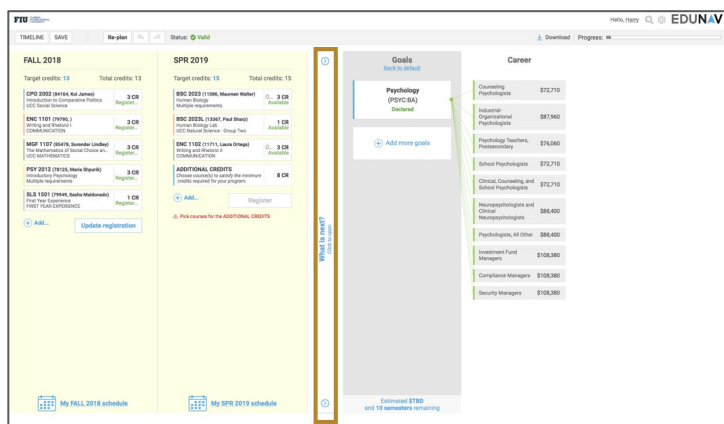 FIU
Hello, Harry
EDUNAV
TIMELINE SAVE
Re-plan
Status: Valid
Download
Progress:
FALL 2018
Target credits: 13 Total credits: 13
CPO 2002 (84164, Koi James)
Introduction to Comparative Politics
UCC Social Science
3 CR
Register...
ENC 1101 (79790, )
Writing and Rhetoric I
COMMUNICATION
3 CR
Register...
MGF 1107 (85478, Surender Lindley)
The Mathematics of Social Choice an...
UCC MATHEMATICS
3 CR
Register...
PSY 2012 (78125, Marie Shpurik)
Introductory Psychology
Multiple requirements
3 CR
Register...
SLS 1501 (79949, Sasha Maldonado)
First Year Experience
FIRST YEAR EXPERIENCE
1 CR
Register...
Add...
Update registration
My FALL 2018 schedule
SPR 2019
Target credits: 15 Total credits: 15
BSC 2023 (11086, Maureen Walter)
Human Biology
Multiple requirements
O... 3 CR
Available
BSC 2023L (13367, Paul Sharp)
Human Biology Lab
UCC Natural Science - Group Two
1 CR
Available
ENC 1102 (11711, Laura Ortega)
Writing and Rhetoric II
COMMUNICATION
O... 3 CR
Available
ADDITIONAL CREDITS
Choose course(s) to satisfy the minimum
credits required for your program.
8 CR
Add...
Register
Pick courses for the ADDITIONAL CREDITS
My SPR 2019 schedule
What is next?
Click to open
Goals
Back to default
Psychology
(PSYC:BA)
Declared
Add more goals
Estimated $TBD
and 10 semesters remaining
Career
Counseling
Psychologists
$72,710
Industrial-
Organizational
Psychologists
$87,960
Psychology Teachers,
Postsecondary
$76,060
School Psychologists $72,710
Clinical, Counseling, and
School Psychologists
$72,710
Neuropsychologists and
Clinical
Neuropsychologists
$88,400
Psychologists, All Other $88,400
Investment Fund
Managers
$108,380
Compliance Managers $108,380
Security Managers $108,380